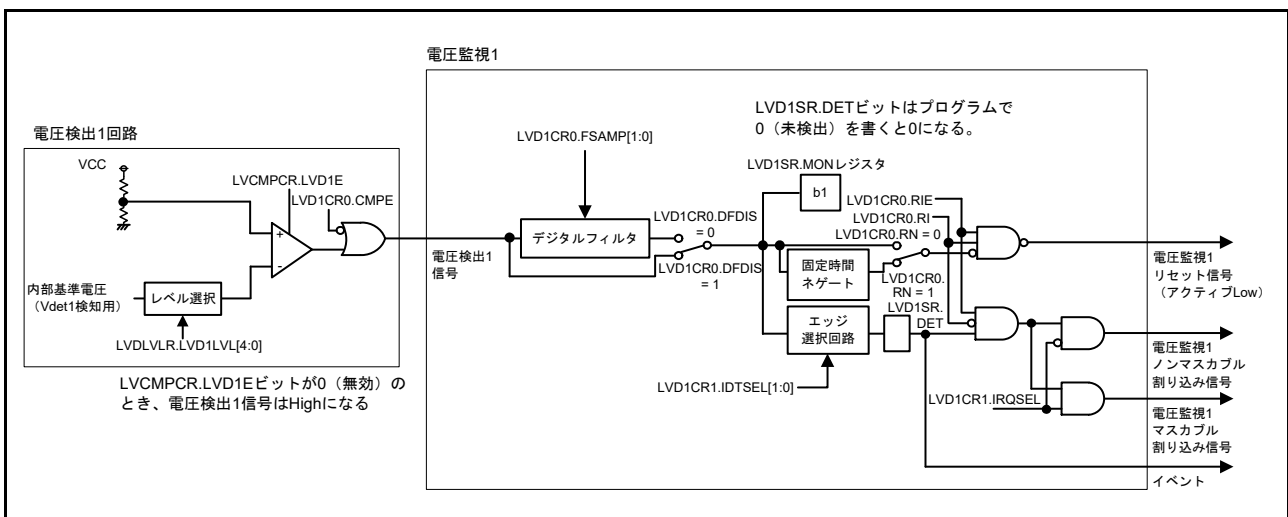 電圧監視1
電圧検出1回路
VCC
LVCMPCR.LVD1E
LVD1CR0.CMPE
内部基準電圧
（Vdet1検知用）
レベル選択
LVDLVLR.LVD1LVL[4:0]
LVCMPCR.LVD1Eビットが0（無効）の
とき、電圧検出1信号はHighになる
+
-
電圧検出1
信号
LVD1CR0.FSAMP[1:0]
デジタルフィルタ
LVD1CR0.DFDIS
= 0
LVD1CR0.DFDIS
= 1
LVD1SR.DETビットはプログラムで
0（未検出）を書くと0になる。
LVD1SR.MONレジスタ
b1
LVD1CR0.RIE
LVD1CR0.RI
LVD1CR0.RN = 0
固定時間
ネゲート
LVD1CR0.
RN = 1
LVD1SR.
DET
エッジ
選択回路
LVD1CR1.IDTSEL[1:0]
LVD1CR1.IRQSEL
電圧監視1
リセット信号
（アクティブLow）
電圧監視1
ノンマスカブル
割り込み信号
電圧監視1
マスカブル
割り込み信号
イベント